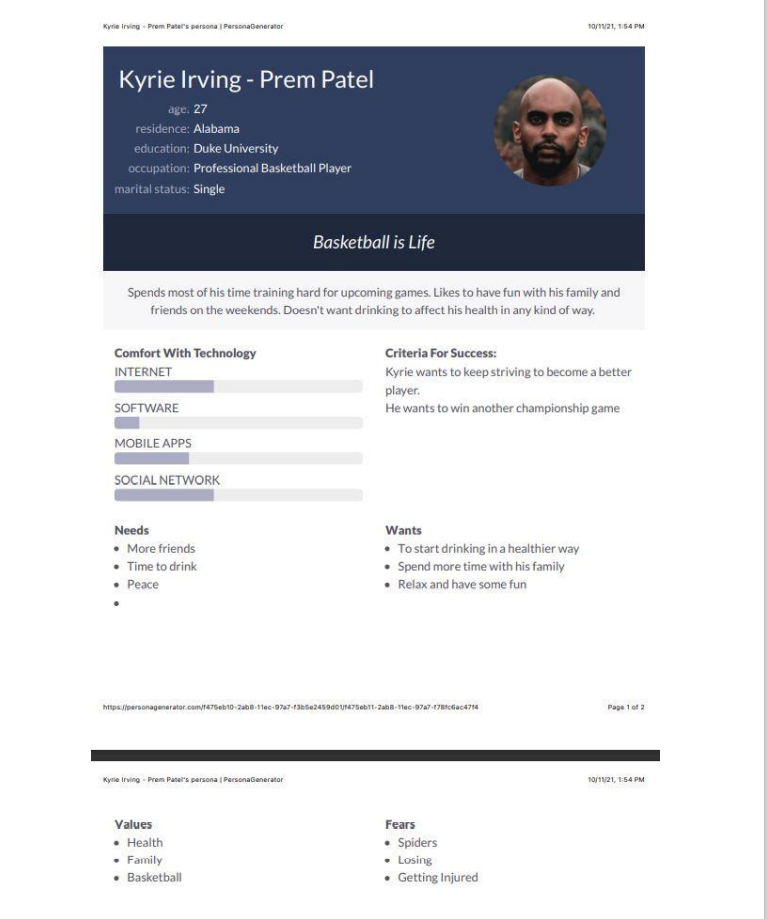 Kyrie Irving - Prem Patel's persona | PersonaGenerator 10/11/21, 1:54 PM
Kyrie Irving - Prem Patel
age: 27
residence: Alabama
education: Duke University
occupation: Professional Basketball Player
marital status: Single
Basketball is Life
Spends most of his time training hard for upcoming games. Likes to have fun with his family and
friends on the weekends. Doesn't want drinking to affect his health in any kind of way.
Comfort With Technology
INTERNET
SOFTWARE
MOBILE APPS
SOCIAL NETWORK
Criteria For Success:
Kyrie wants to keep striving to become a better
player.
He wants to win another championship game
Needs
• More friends
• Time to drink
• Peace
•
Wants
• To start drinking in a healthier way
• Spend more time with his family
• Relax and have some fun
https://personagenerator.com/f475eb10-2ab8-11ec-97a7-f3b5e2459d01/f475eb11-2ab8-11ec-97a7-f78fc6ac47f4 Page 1 of 2
Kyrie Irving - Prem Patel's persona | PersonaGenerator 10/11/21, 1:54 PM
Values
• Health
• Family
• Basketball
Fears
• Spiders
• Losing
• Getting Injured